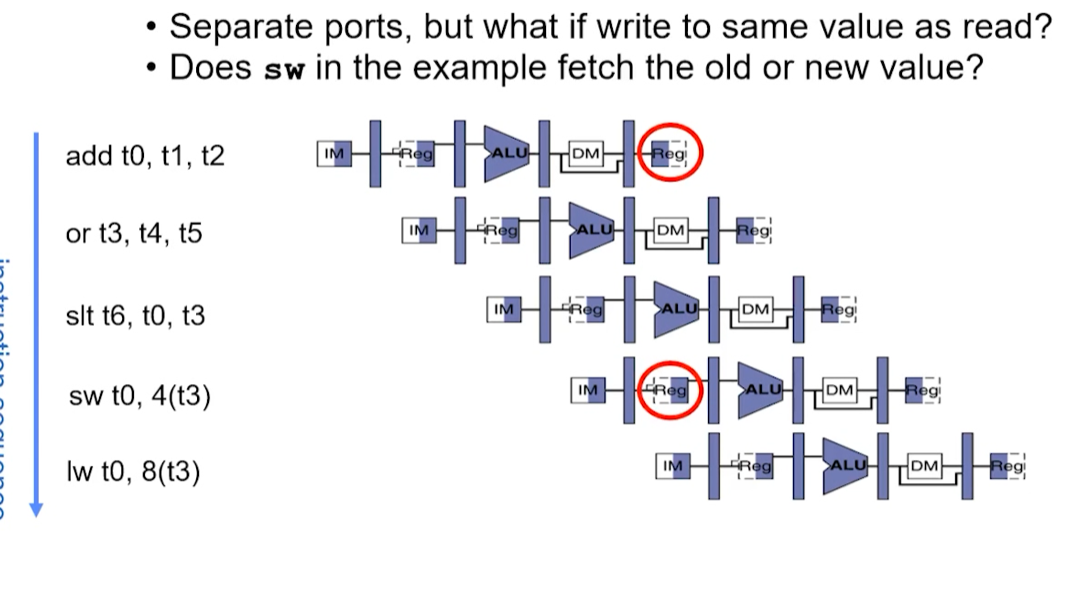 • Separate ports, but what if write to same value as read?
• Does sw in the example fetch the old or new value?
add t0, t1, t2
IM Reg ALU DM Reg
or t3, t4, t5
IM Reg ALU DM Reg
slt t6, t0, t3
IM Reg ALU DM Reg
sw t0, 4(t3)
IM Reg ALU DM Reg
lw t0, 8(t3)
IM Reg ALU DM Reg